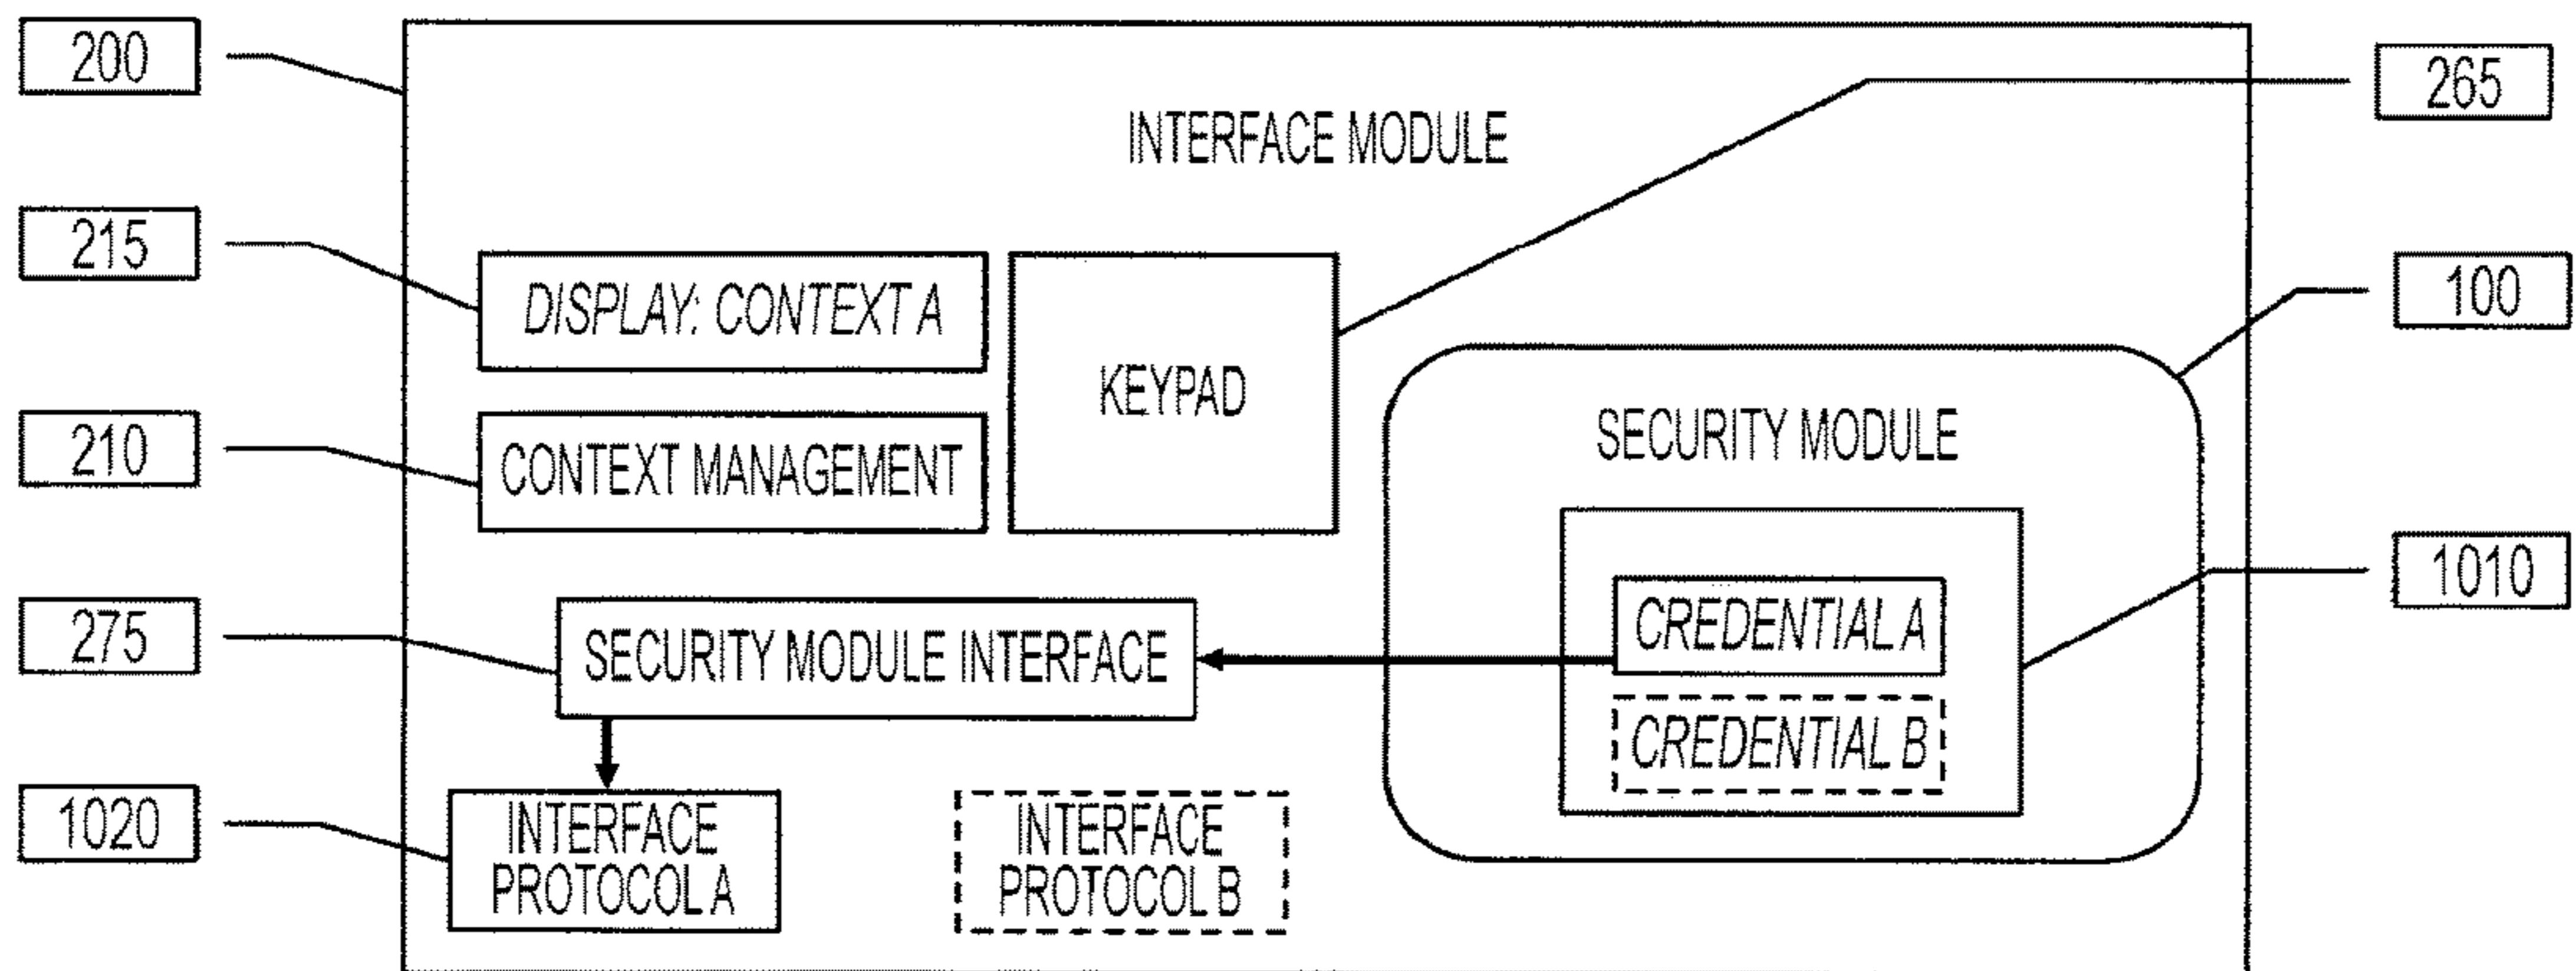 200
265
INTERFACE MODULE
215
100
DISPLAY: CONTEXT A
KEYPAD
210
SECURITY MODULE
CONTEXT MANAGEMENT
1010
275
CREDENTIAL A
SECURITY MODULE INTERFACE
CREDENTIAL B
1020
INTERFACE
PROTOCOL A
INTERFACE
PROTOCOL B